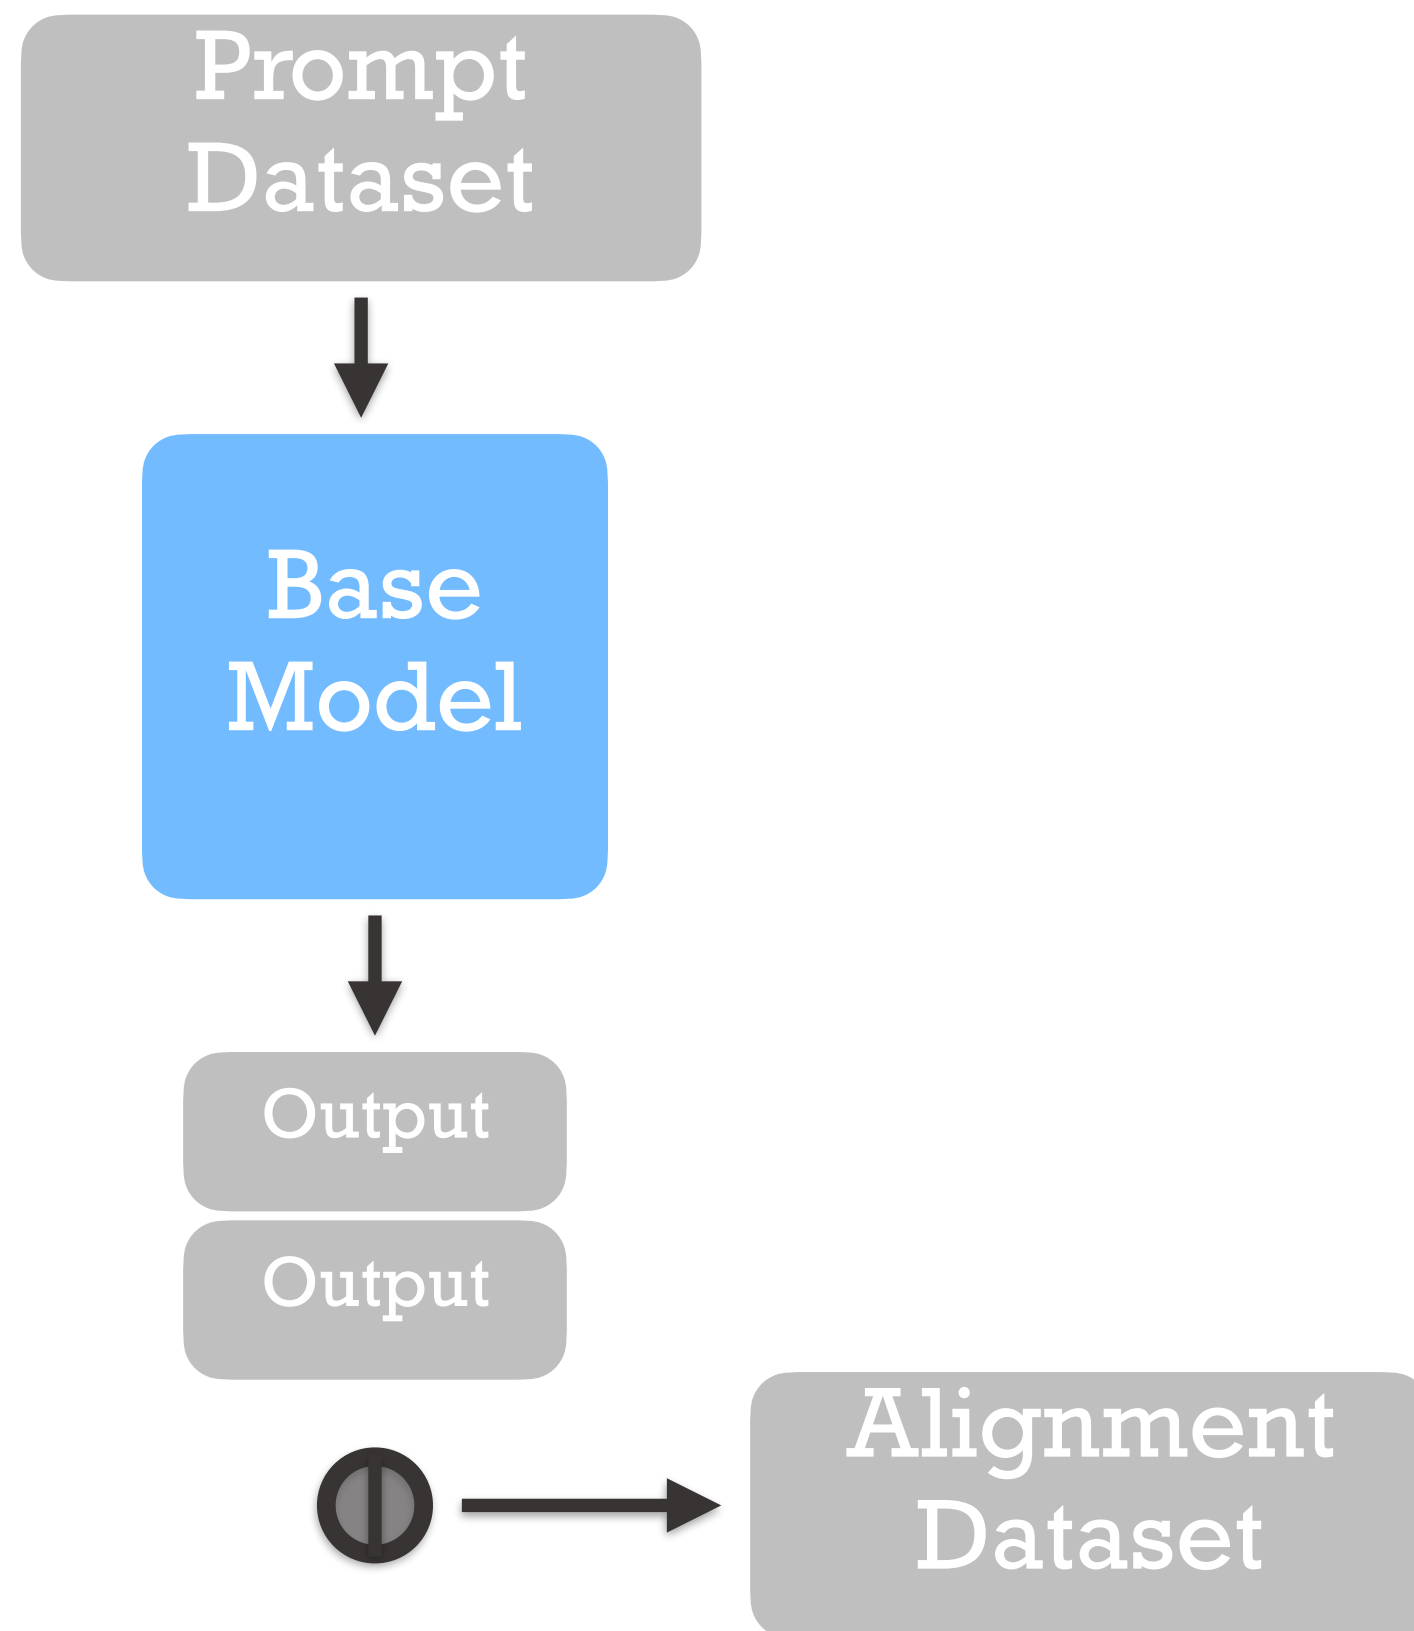 Prompt
Dataset
Base
Model
Output
Output
Alignment
Dataset